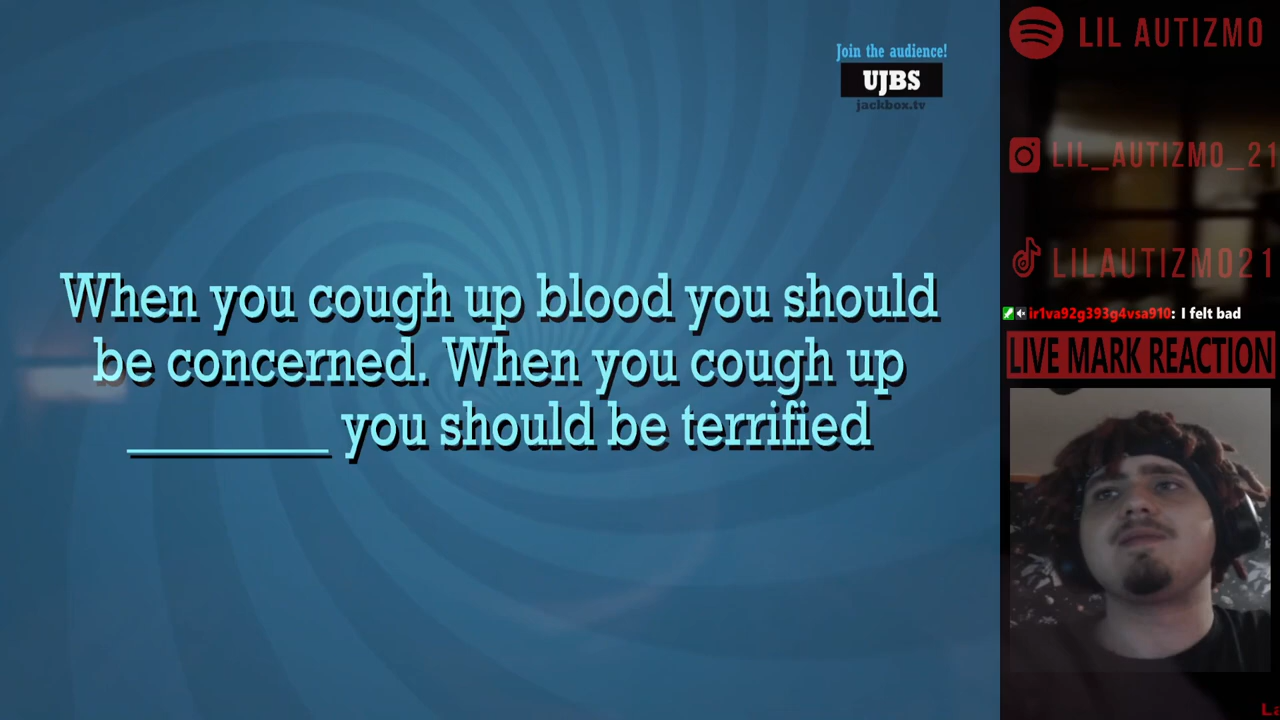 Join the audience!
UJBS
jackbox.tv
When you cough up blood you should
be concerned. When you cough up
________ you should be terrified
LIL AUTIZMO
LIL_AUTIZMO_21
LILAUTIZMO21
ir1va92g393g4vsa910: I felt bad
LIVE MARK REACTION